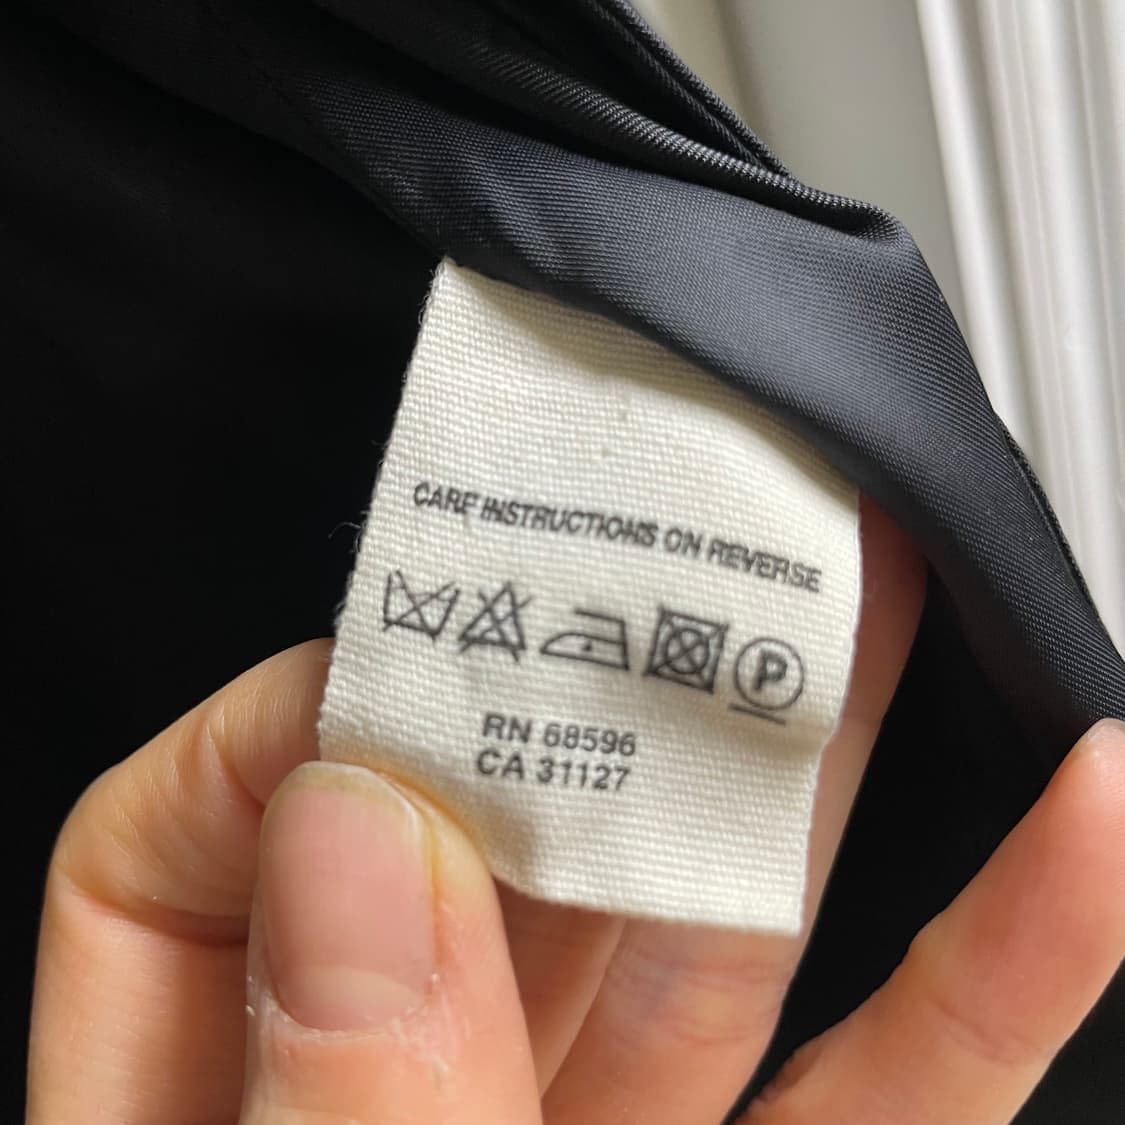 CARE INSTRUCTIONS ON REVERSE
P
RN 68596
CA 31127